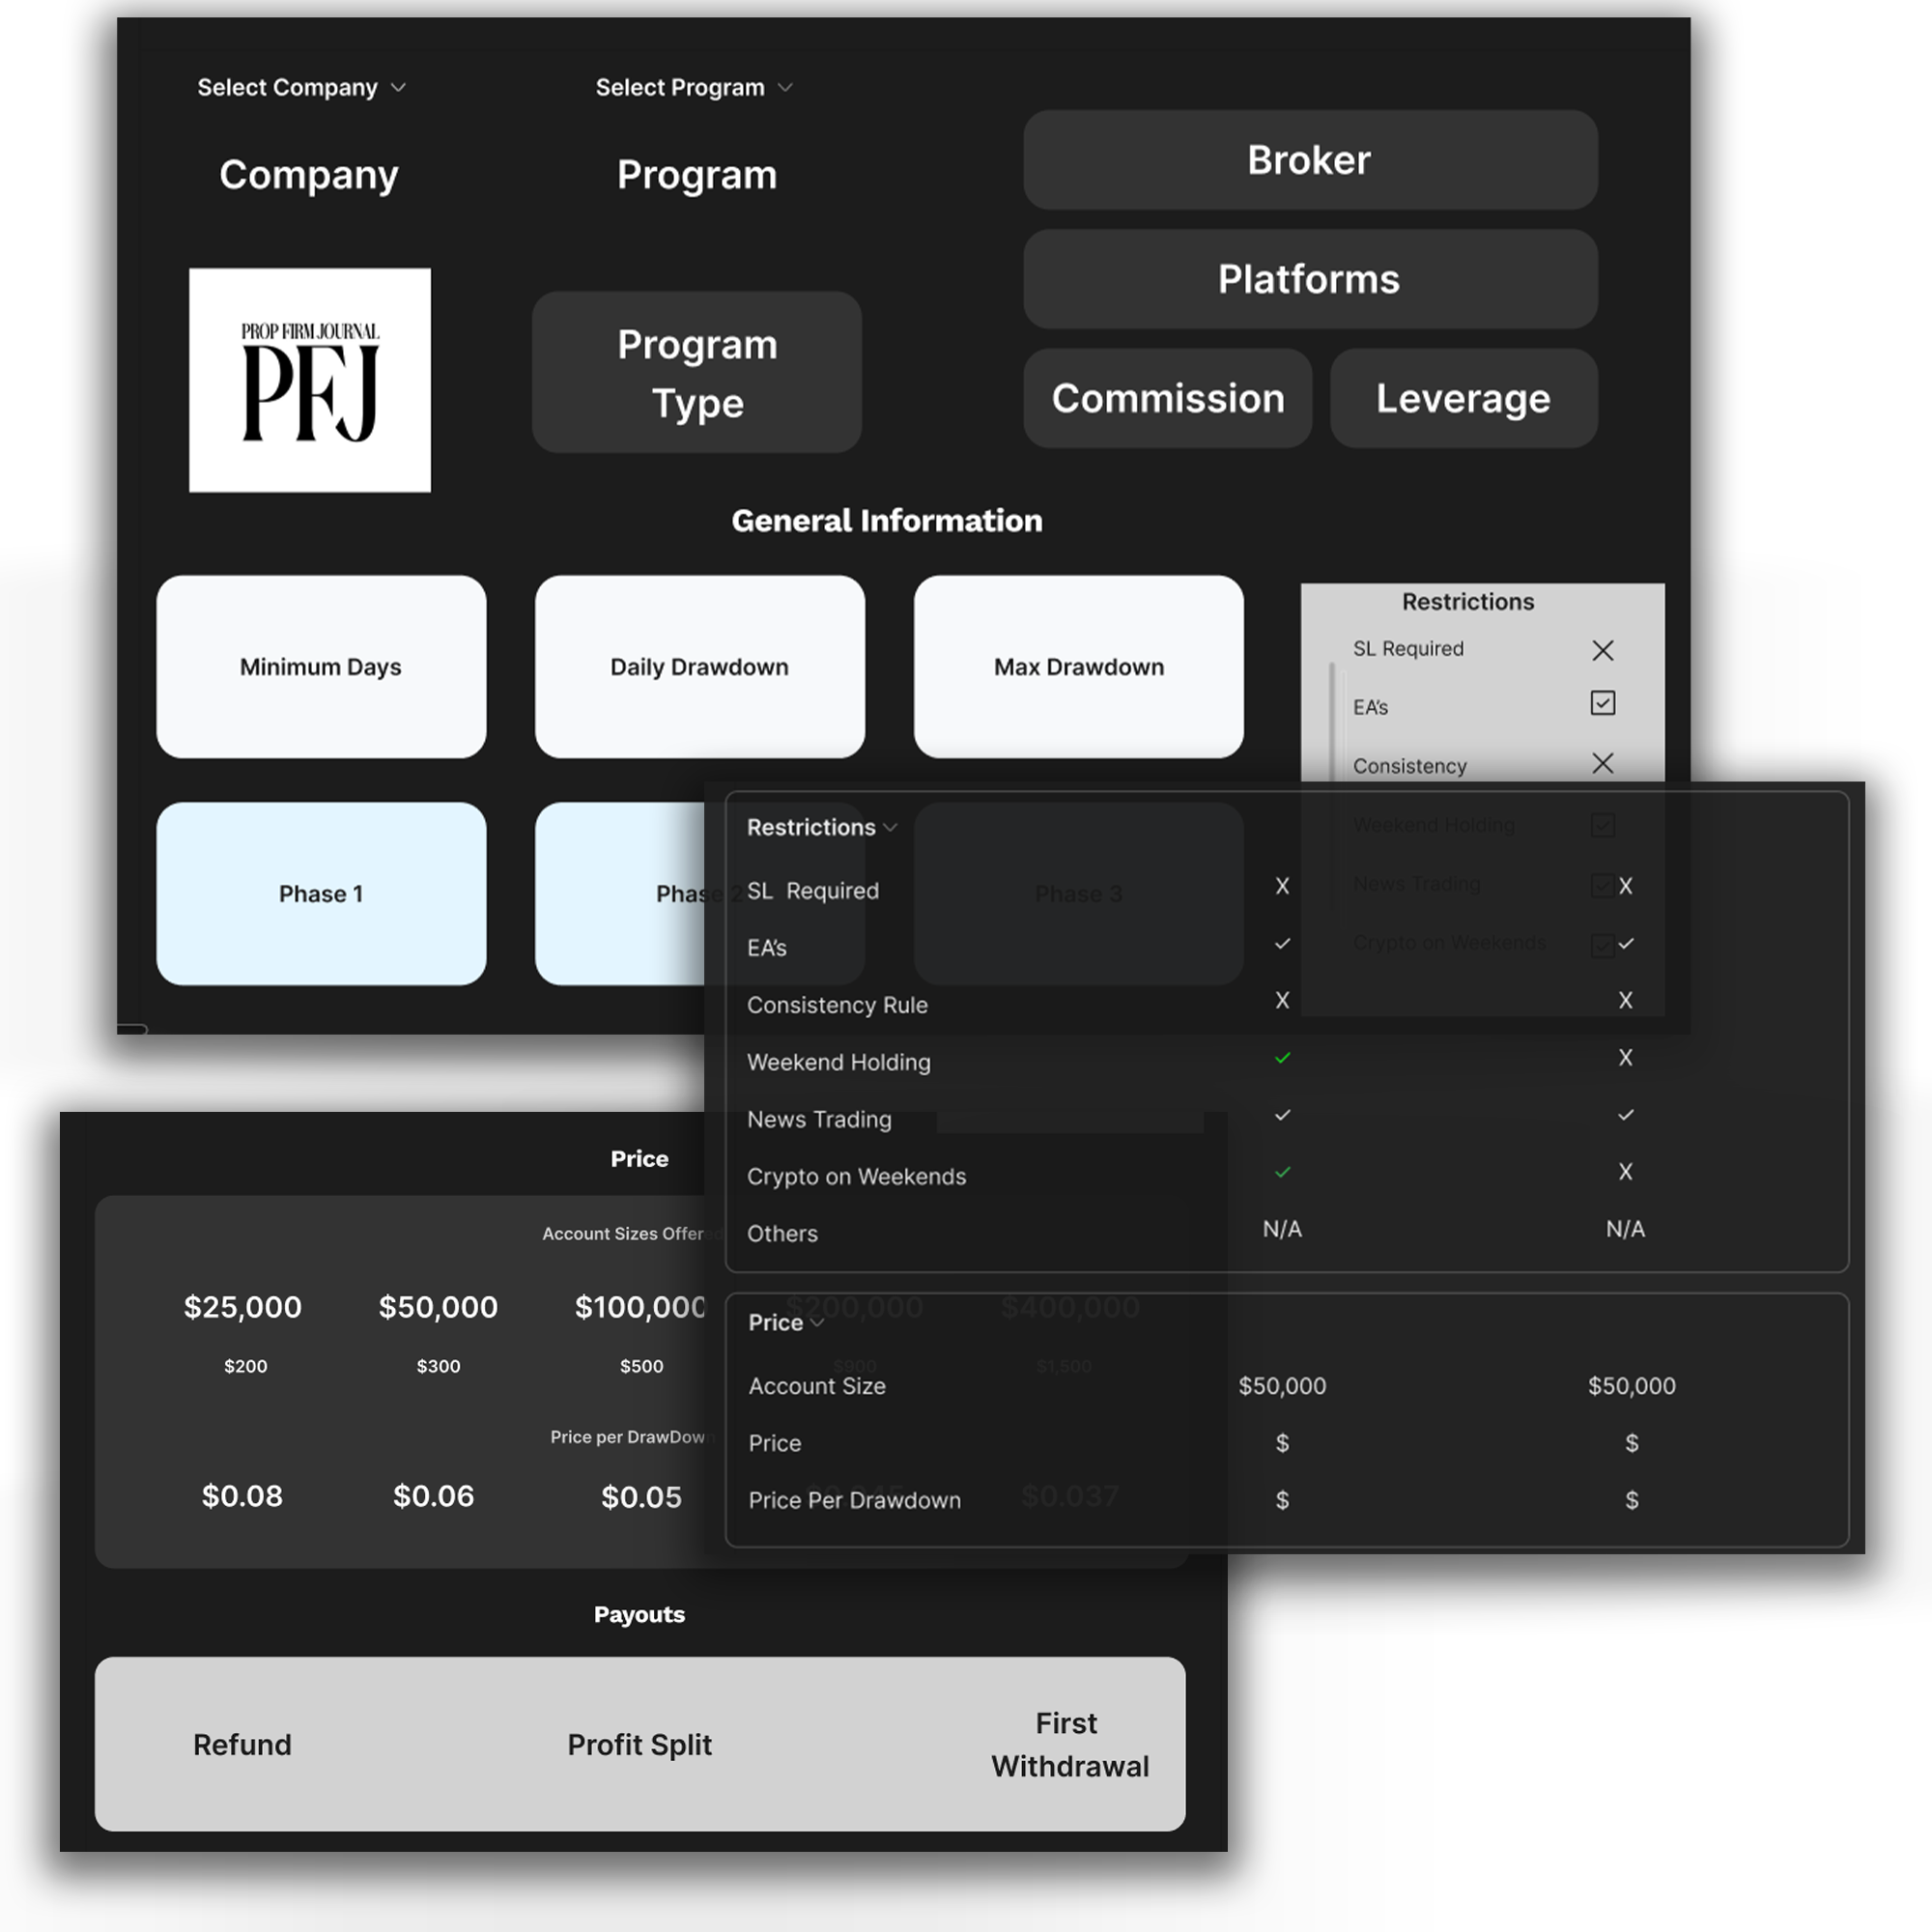 Select Company
Select Program
Company
Program
Broker
Platforms
Commission
Leverage
PROP FIRM JOURNAL
PFJ
Program
Type
General Information
Minimum Days
Daily Drawdown
Max Drawdown
Restrictions
SL Required
EA's
Consistency
Weekend Holding
News Trading
Crypto on Weekends
Phase 1
Phase 2
Phase 3
Restrictions
SL Required X X
EA's
Consistency Rule X X
Weekend Holding X
News Trading
Crypto on Weekends X
Others N/A N/A
Price
Account Size $50,000 $50,000
Price $ $
Price Per Drawdown $ $
Price
Account Sizes Offered
$25,000 $50,000 $100,000 $200,000 $400,000
$200 $300 $500 $900 $1,500
Price per DrawDown
$0.08 $0.06 $0.05 $0.037
Payouts
Refund
Profit Split
First
Withdrawal